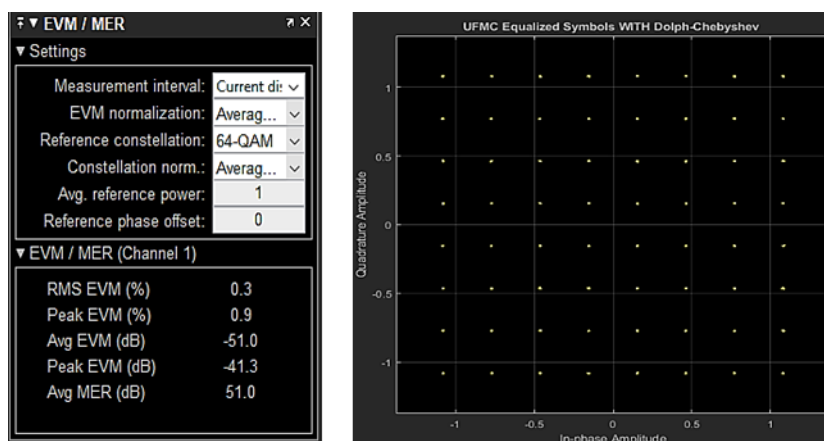 EVM / MER
Settings
Measurement interval: Current dis
EVM normalization: Averag...
Reference constellation: 64-QAM
Constellation norm.: Averag...
Avg. reference power: 1
Reference phase offset: 0
EVM / MER (Channel 1)
RMS EVM (%) 0.3
Peak EVM (%) 0.9
Avg EVM (dB) -51.0
Peak EVM (dB) -41.3
Avg MER (dB) 51.0
UFMC Equalized Symbols WITH Dolph-Chebyshev
Quadrature Amplitude
1
0.5
0
-0.5
-1
-1 -0.5 0 0.5 1
In-phase Amplitude